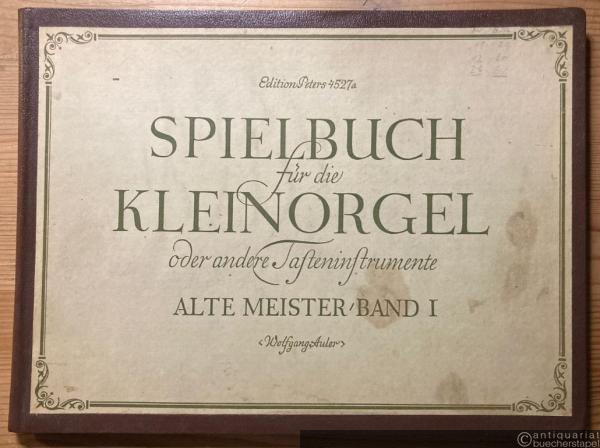 Edition Peters 4527a
SPIELBUCH
für die
KLEINORGEL
oder andere Tasteninstrumente
ALTE MEISTER / BAND I
<Wolfgang Auler>
antiquariat
buecherstapel